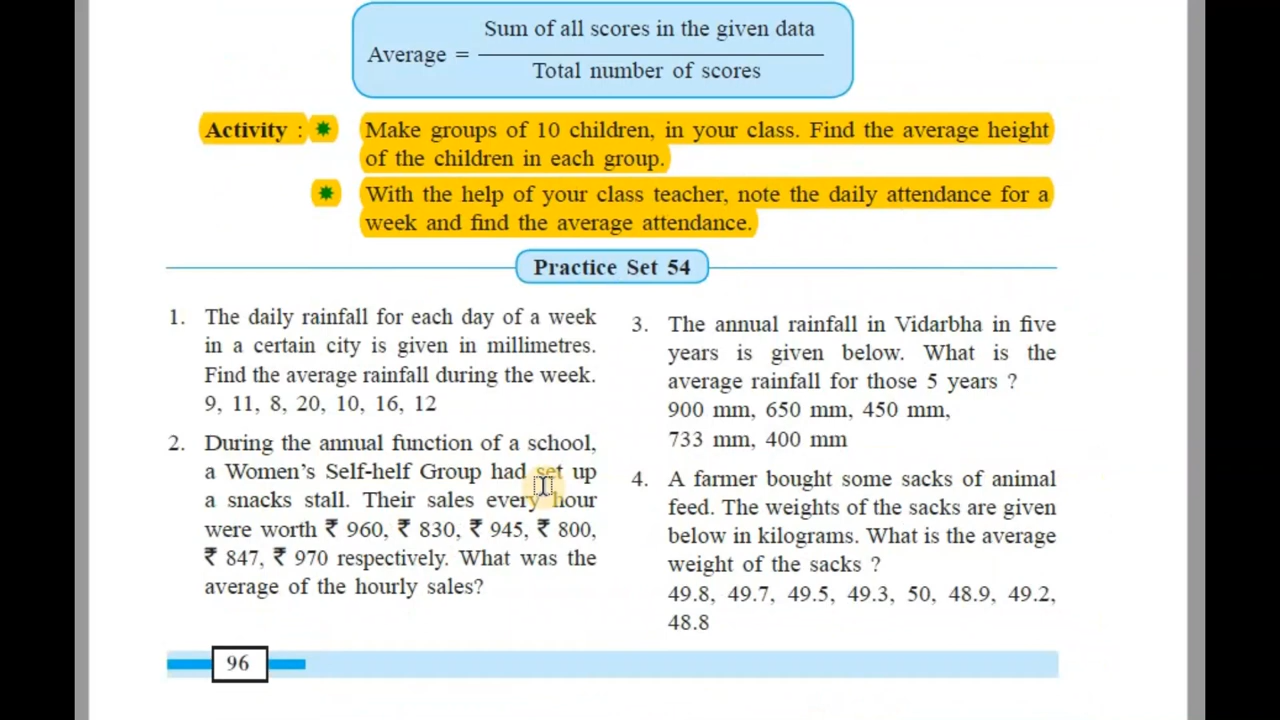 Average = Sum of all scores in the given data
Total number of scores
Activity : Make groups of 10 children, in your class. Find the average height
of the children in each group.
With the help of your class teacher, note the daily attendance for a
week and find the average attendance.
Practice Set 54
1. The daily rainfall for each day of a week
in a certain city is given in millimetres.
Find the average rainfall during the week.
9, 11, 8, 20, 10, 16, 12
2. During the annual function of a school,
a Women's Self-helf Group had set up
a snacks stall. Their sales every hour
were worth ₹ 960, ₹ 830, ₹ 945, ₹ 800,
₹ 847, ₹ 970 respectively. What was the
average of the hourly sales?
3. The annual rainfall in Vidarbha in five
years is given below. What is the
average rainfall for those 5 years ?
900 mm, 650 mm, 450 mm,
733 mm, 400 mm
4. A farmer bought some sacks of animal
feed. The weights of the sacks are given
below in kilograms. What is the average
weight of the sacks ?
49.8, 49.7, 49.5, 49.3, 50, 48.9, 49.2,
48.8
96